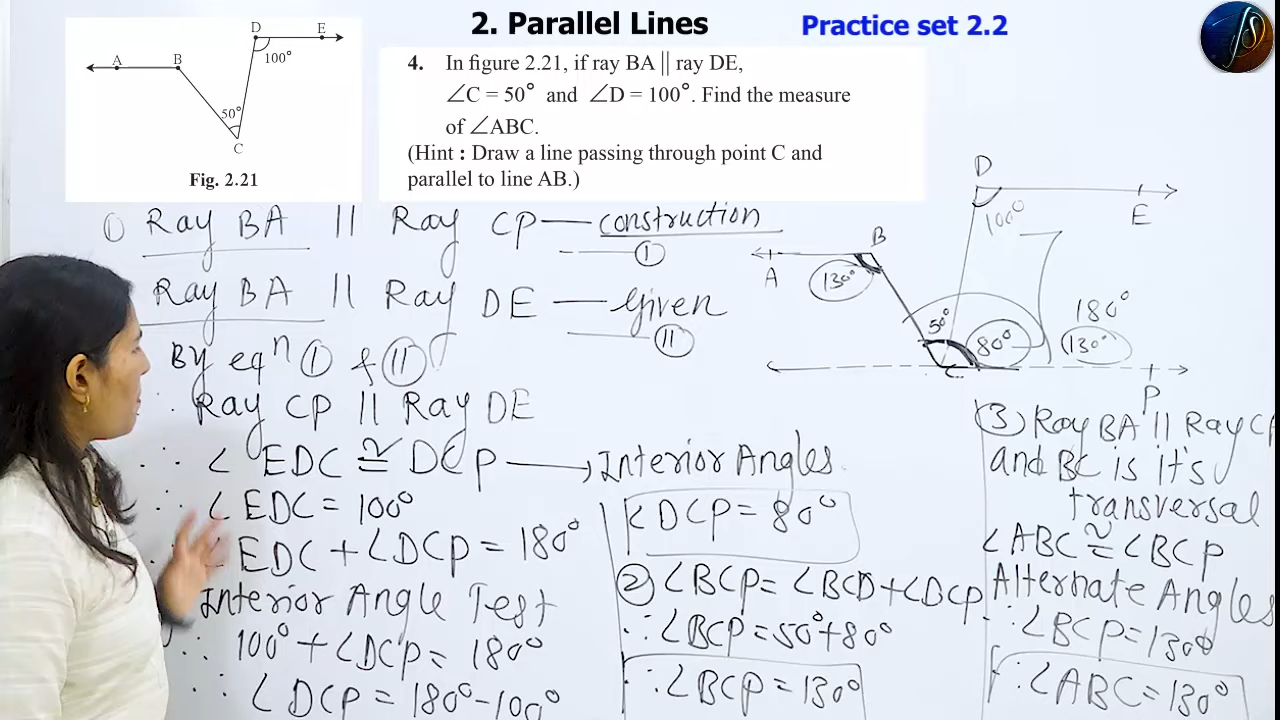 2. Parallel Lines
Practice set 2.2
D
E
100°
A
B
50°
C
Fig. 2.21
4. In figure 2.21, if ray BA || ray DE,
∠C = 50° and ∠D = 100°. Find the measure
of ∠ABC.
(Hint : Draw a line passing through point C and
parallel to line AB.)
① Ray BA || Ray CP — construction
Ⓘ
Ray BA || Ray DE — Given
Ⓘⓘ
By eqⁿ Ⓘ & Ⓘⓘ
∴ Ray CP || Ray DE
∴ ∠EDC ≅ DCP → Interior Angles.
∴ ∠EDC = 100°
∴ ∠EDC + ∠DCP = 180°
Interior Angle Test
∴ 100° + ∠DCP = 180°
∴ ∠DCP = 180° - 100°
∠DCP = 80°
② ∠BCP = ∠BCD + ∠DCP
∴ ∠BCP = 50° + 80°
∴ ∠BCP = 130°
D
100°
E
B
A
130°
50°
80°
180°
130°
C
P
③ Ray BA || Ray CP
and BC is it's
transversal
∠ABC ≅ ∠BCP
Alternate Angles
∴ ∠BCP = 130°
∴ ∠ABC = 130°